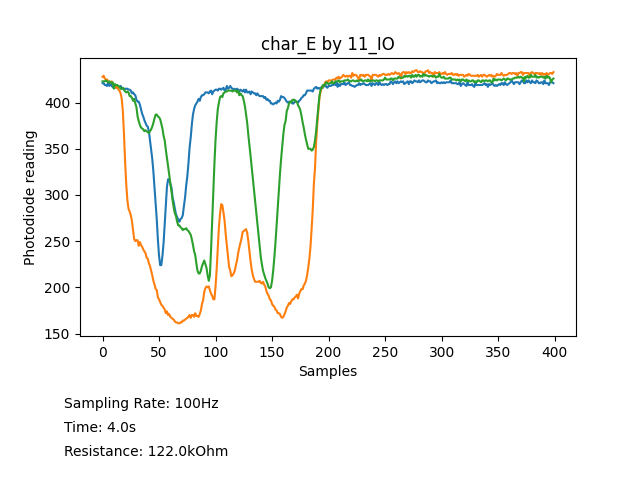 char_E by 11_IO
Photodiode reading
400
350
300
250
200
150
0 50 100 150 200 250 300 350 400
Samples
Sampling Rate: 100Hz
Time: 4.0s
Resistance: 122.0kOhm